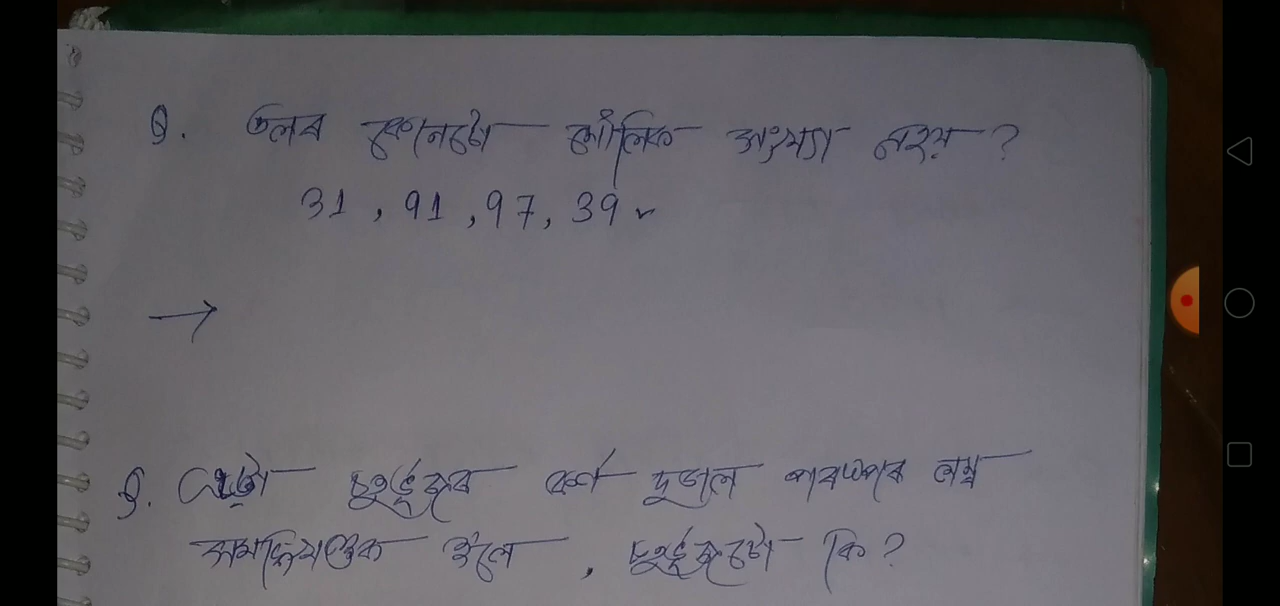 Q. তলৰ কোনটো মৌলিক সংখ্যা নহয় ?
31 , 91 , 97 , 39
→
Q. এটা চতুৰ্ভূজৰ কৰ্ণ দুডাল পৰস্পৰ লম্ব
সমদ্বিখণ্ডক হ'লে , চতুৰ্ভূজটো কি ?